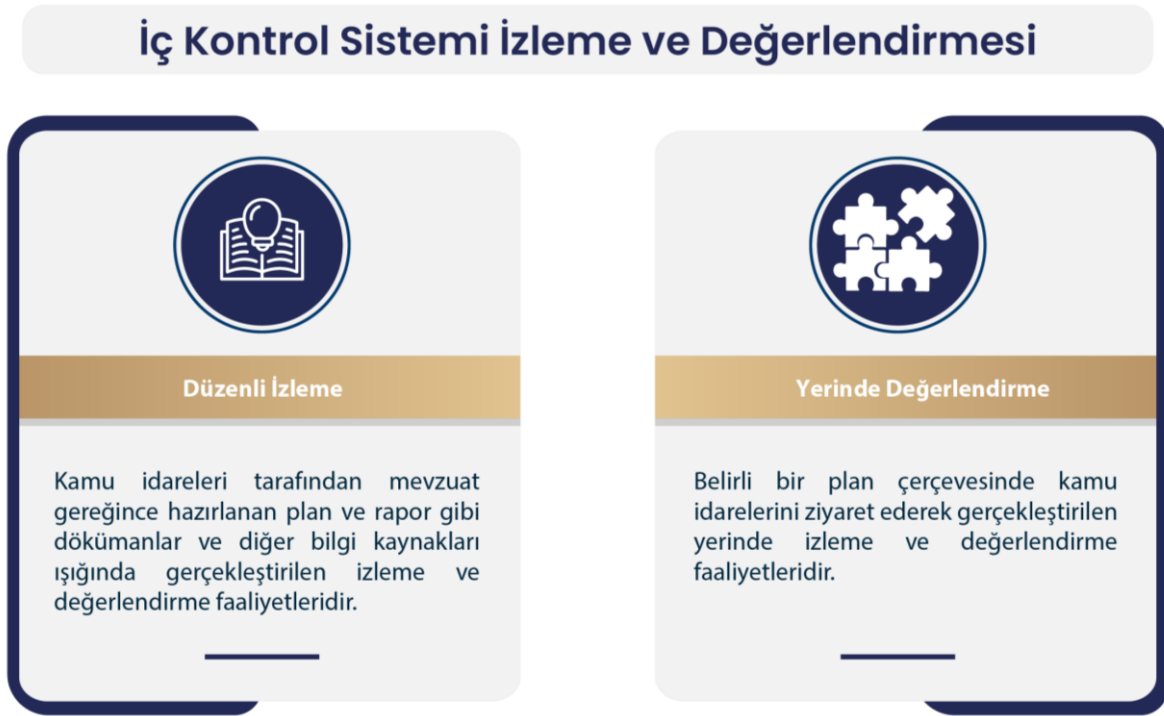 İç Kontrol Sistemi İzleme ve Değerlendirmesi
Düzenli İzleme
Kamu idareleri tarafından mevzuat
gereğince hazırlanan plan ve rapor gibi
dökümanlar ve diğer bilgi kaynakları
ışığında gerçekleştirilen izleme ve
değerlendirme faaliyetleridir.
Yerinde Değerlendirme
Belirli bir plan çerçevesinde kamu
idarelerini ziyaret ederek gerçekleştirilen
yerinde izleme ve değerlendirme
faaliyetleridir.